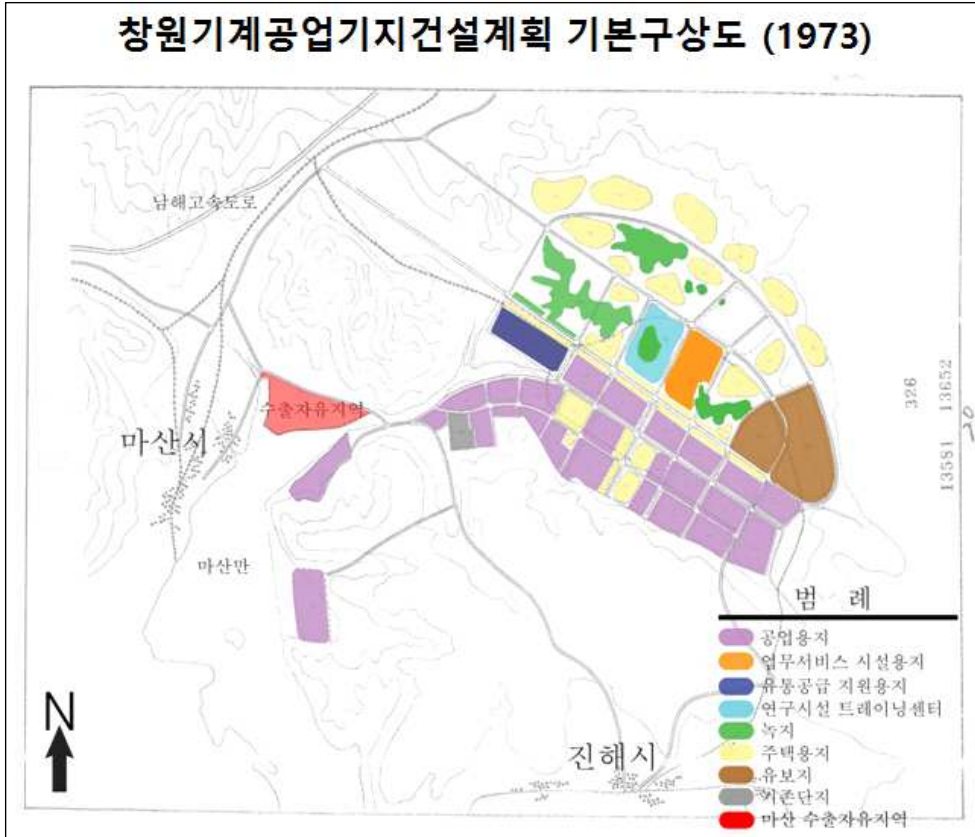 창원기계공업기지건설계획 기본구상도 (1973)
남해고속도로
수출자유지역
마산시
마산만
진해시
N
326
13581 13652
20
범 례
공업용지
업무서비스 시설용지
유통공급 지원용지
연구시설 트레이닝센터
녹지
주택용지
유보지
기존단지
마산 수출자유지역